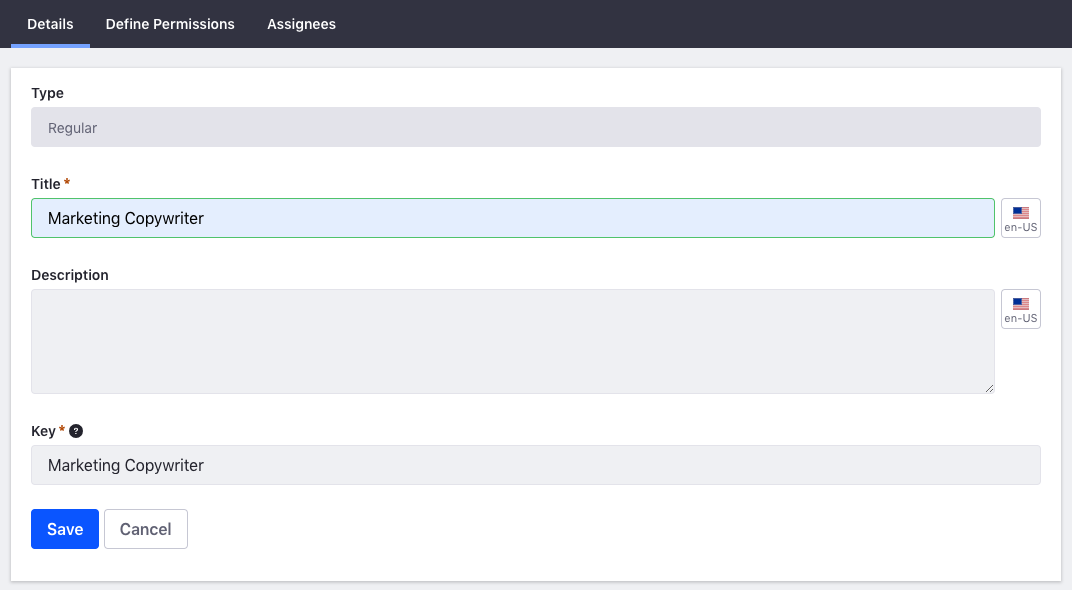 Details Define Permissions Assignees
Type
Regular
Title *
Marketing Copywriter
en-US
Description
en-US
Key * ?
Marketing Copywriter
Save Cancel